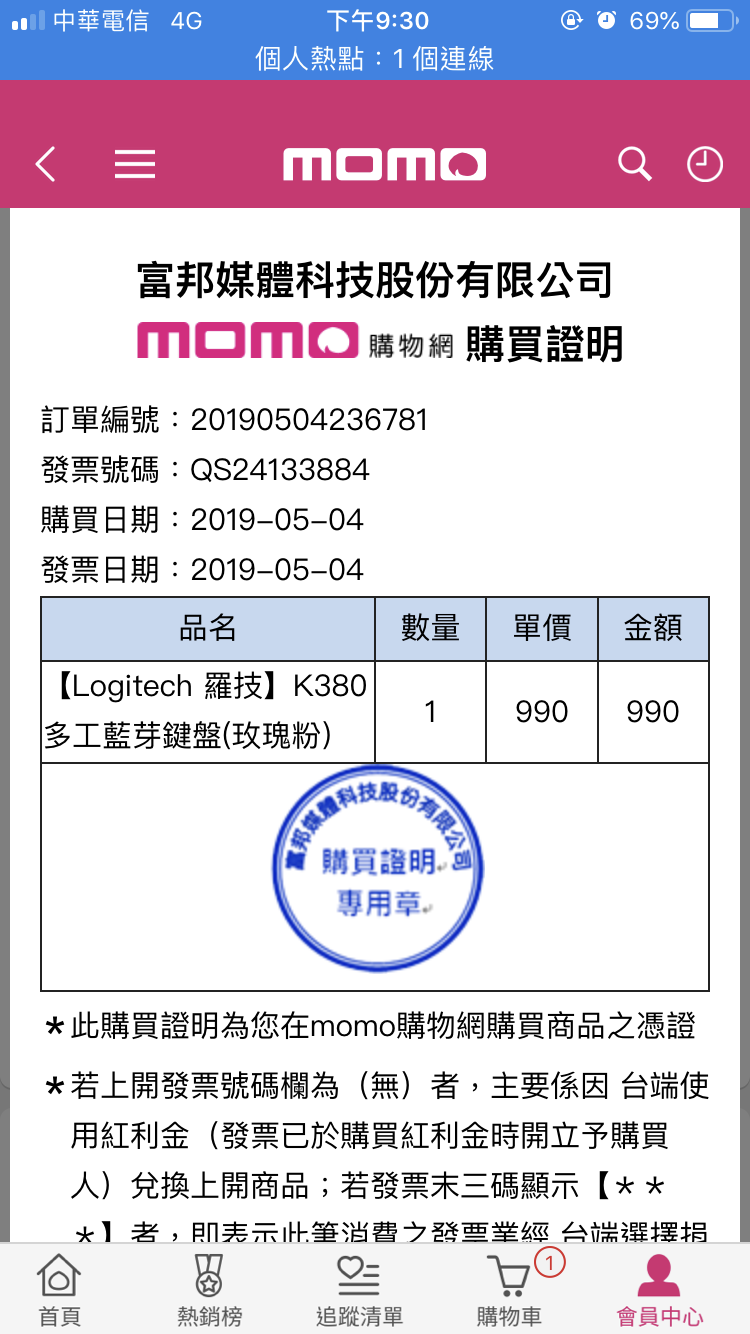 中華電信 4G 下午9:30 69%
個人熱點：1 個連線
momo
富邦媒體科技股份有限公司
momo 購物網 購買證明
訂單編號：20190504236781
發票號碼：QS24133884
購買日期：2019-05-04
發票日期：2019-05-04
品名 數量 單價 金額
【Logitech 羅技】K380
多工藍芽鍵盤(玫瑰粉) 1 990 990
富邦媒體科技股份有限公司
購買證明
專用章
＊此購買證明為您在momo購物網購買商品之憑證
＊若上開發票號碼欄為（無）者，主要係因 台端使
用紅利金（發票已於購買紅利金時開立予購買
人）兌換上開商品；若發票末三碼顯示【＊＊
＊】者，即表示此筆消費之發票業經 台端選擇捐
1
首頁 熱銷榜 追蹤清單 購物車 會員中心